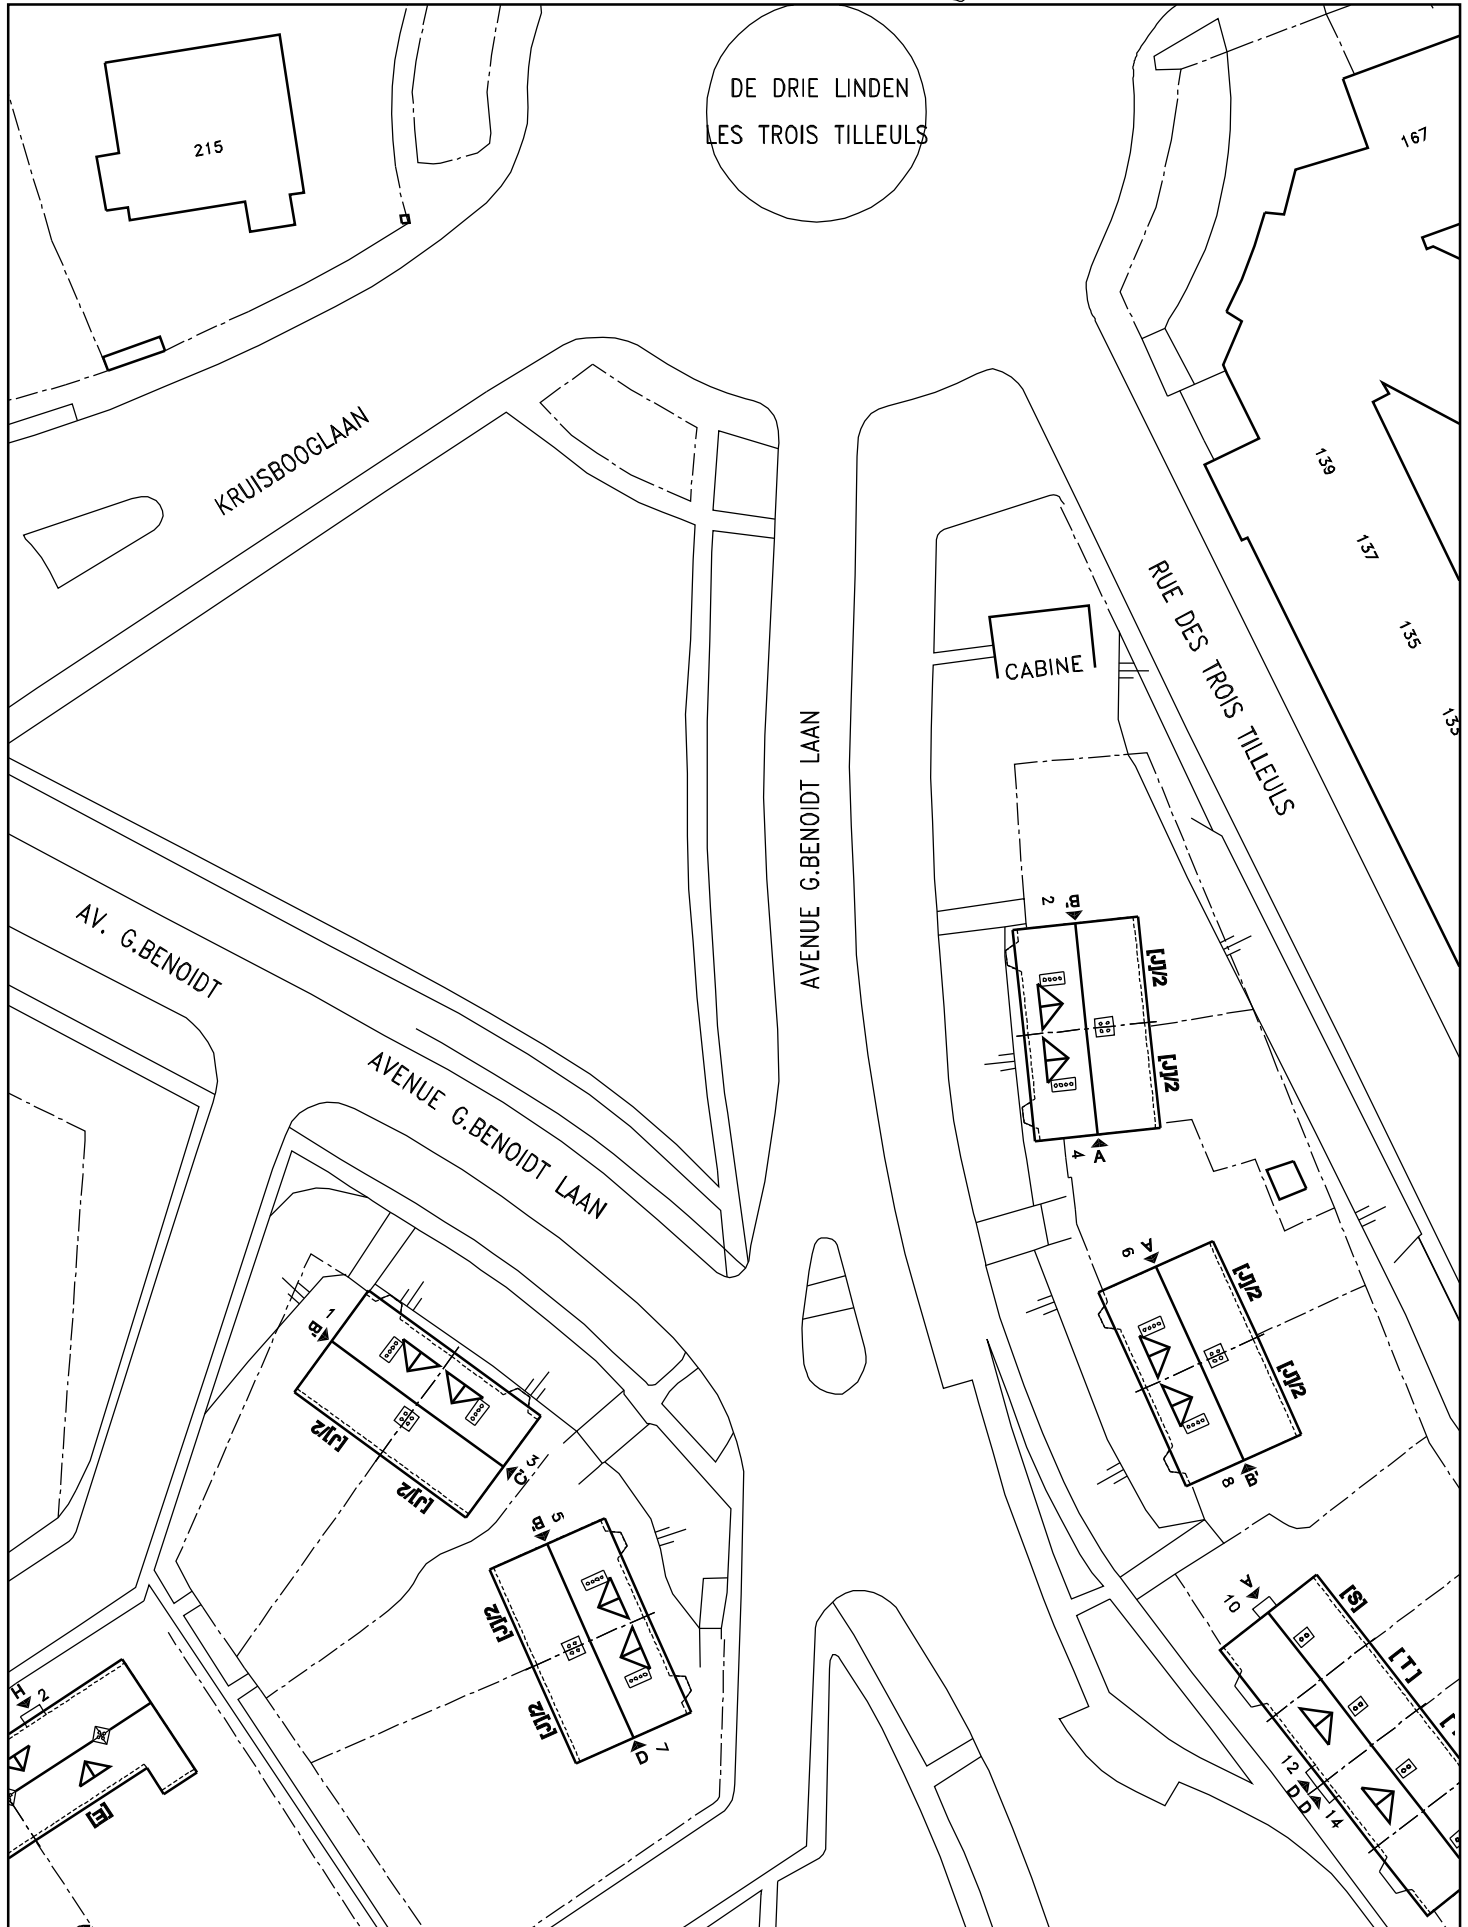 DE DRIE LINDEN
LES TROIS TILLEULS
215
167
KRUISBOOGLAAN
139
137
135
133
RUE DES TROIS TILLEULS
CABINE
AVENUE G.BENOIDT LAAN
AV. G.BENOIDT
AVENUE G.BENOIDT LAAN
2
B'
[J]/2
[J]/2
4
A
6
A
[J]/2
[J]/2
8
B'
1
B'
[J]/2
[J]/2
3
C'
5
B'
[J]/2
[J]/2
7
D
10
A
[S]
[T]
12
D
D
14
H
2
[E]